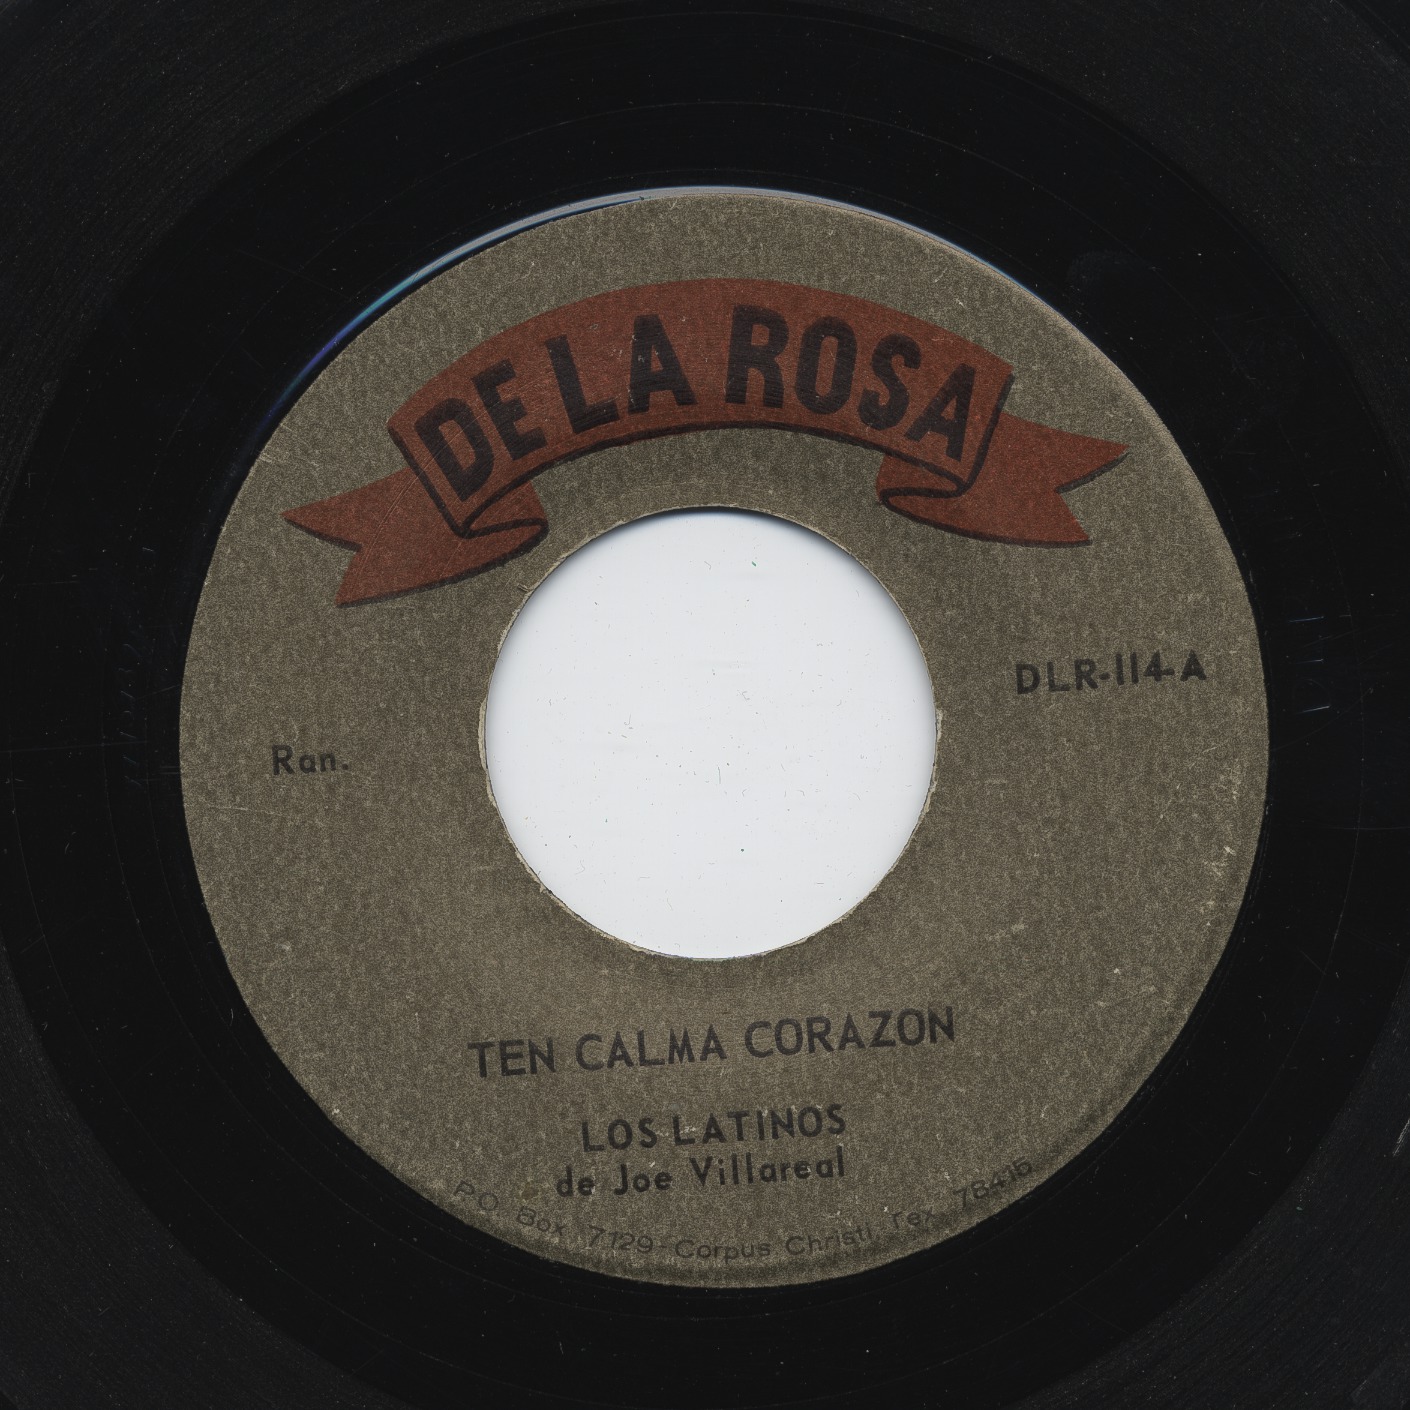 DE LA ROSA
DLR-114-A
Ran.
TEN CALMA CORAZON
LOS LATINOS
de Joe Villareal
P.O. Box 7129-Corpus Christi, Tex. 78415